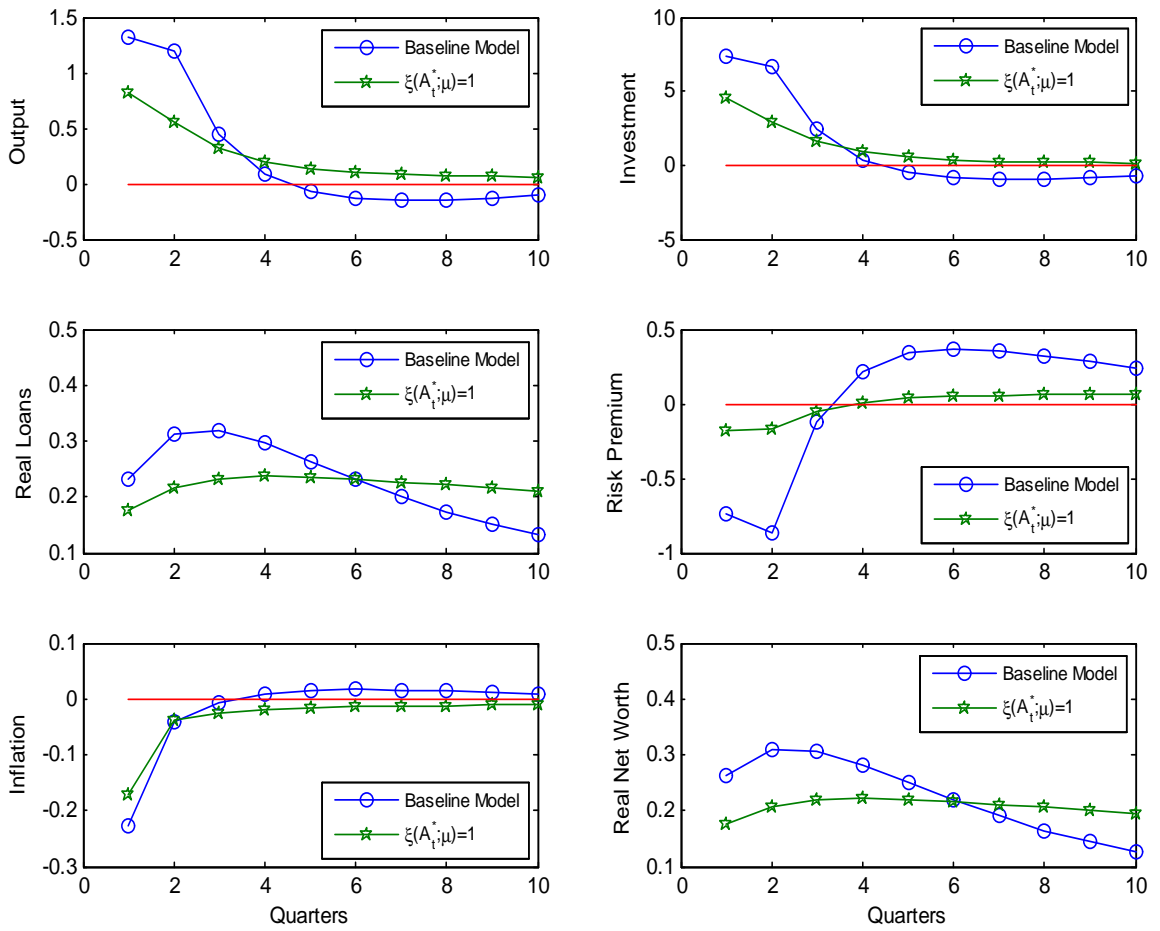 Output
1.5
1
0.5
0
-0.5
0 2 4 6 8 10
Baseline Model
ξ(A*t;μ)=1
Investment
10
5
0
-5
0 2 4 6 8 10
Baseline Model
ξ(A*t;μ)=1
Real Loans
0.5
0.4
0.3
0.2
0.1
0 2 4 6 8 10
Baseline Model
ξ(A*t;μ)=1
Risk Premium
0.5
0
-0.5
-1
0 2 4 6 8 10
Baseline Model
ξ(A*t;μ)=1
Inflation
0.1
0
-0.1
-0.2
-0.3
0 2 4 6 8 10
Quarters
Baseline Model
ξ(A*t;μ)=1
Real Net Worth
0.5
0.4
0.3
0.2
0.1
0 2 4 6 8 10
Quarters
Baseline Model
ξ(A*t;μ)=1